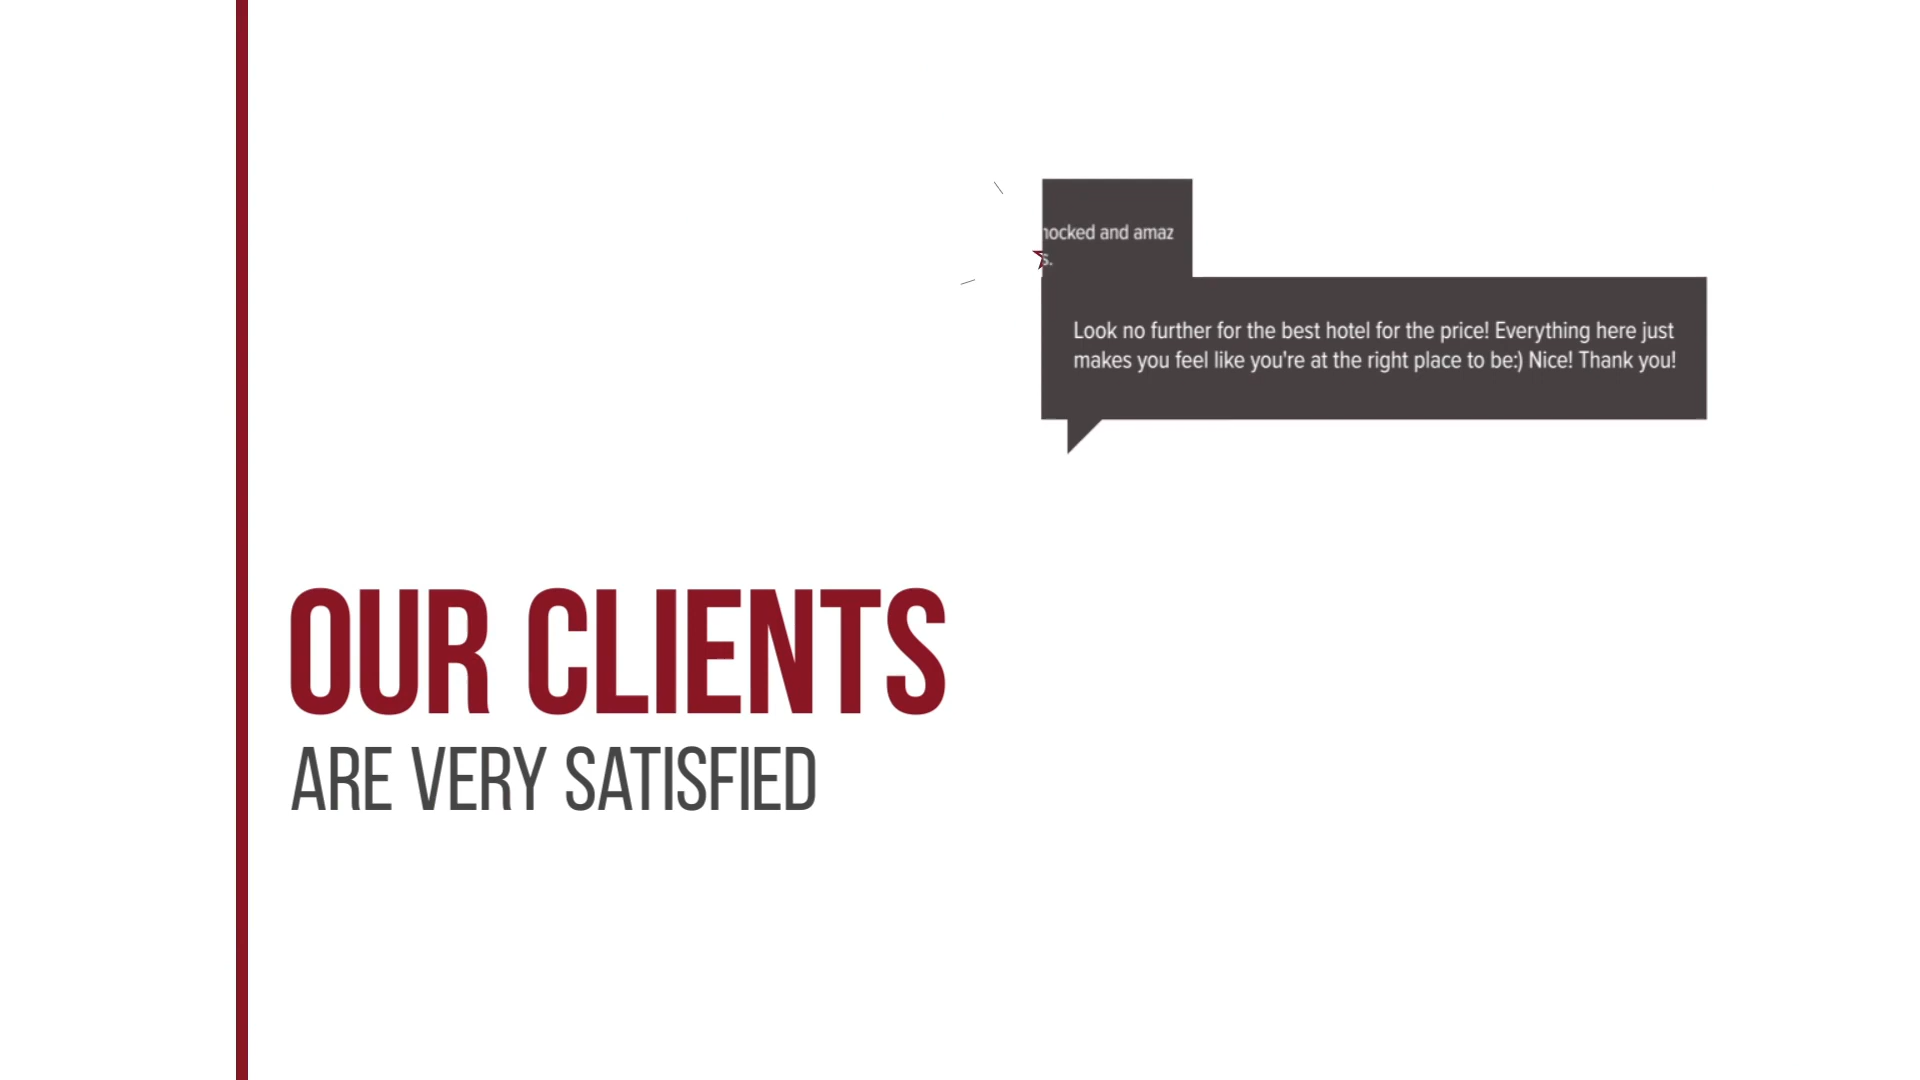 and
Look no further for the best hotel for the price! Everything here just
makes you feel like you're at the right place to be:) Nice! Thank you!
OUR CLIENTS
ARE VERY SATISFIED